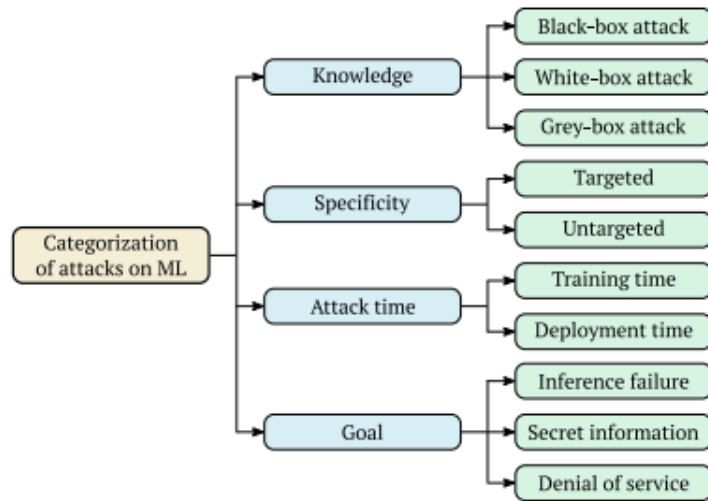 Categorization
of attacks on ML
Knowledge
Black-box attack
White-box attack
Grey-box attack
Specificity
Targeted
Untargeted
Attack time
Training time
Deployment time
Goal
Inference failure
Secret information
Denial of service